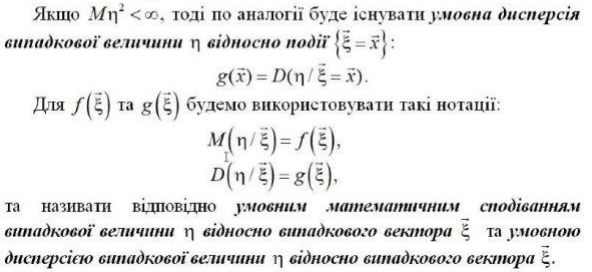 Якщо Mη² < ∞, тоді по аналогії буде існувати умовна дисперсія
випадкової величини η відносно події {ξ⃗ = x⃗}:
g(x⃗) = D(η / ξ⃗ = x⃗).
Для f(ξ⃗) та g(ξ⃗) будемо використовувати такі нотації:
M(η / ξ⃗) = f(ξ⃗),
D(η / ξ⃗) = g(ξ⃗),
та називати відповідно умовним математичним сподіванням
випадкової величини η відносно випадкового вектора ξ⃗ та умовною
дисперсією випадкової величини η відносно випадкового вектора ξ⃗.